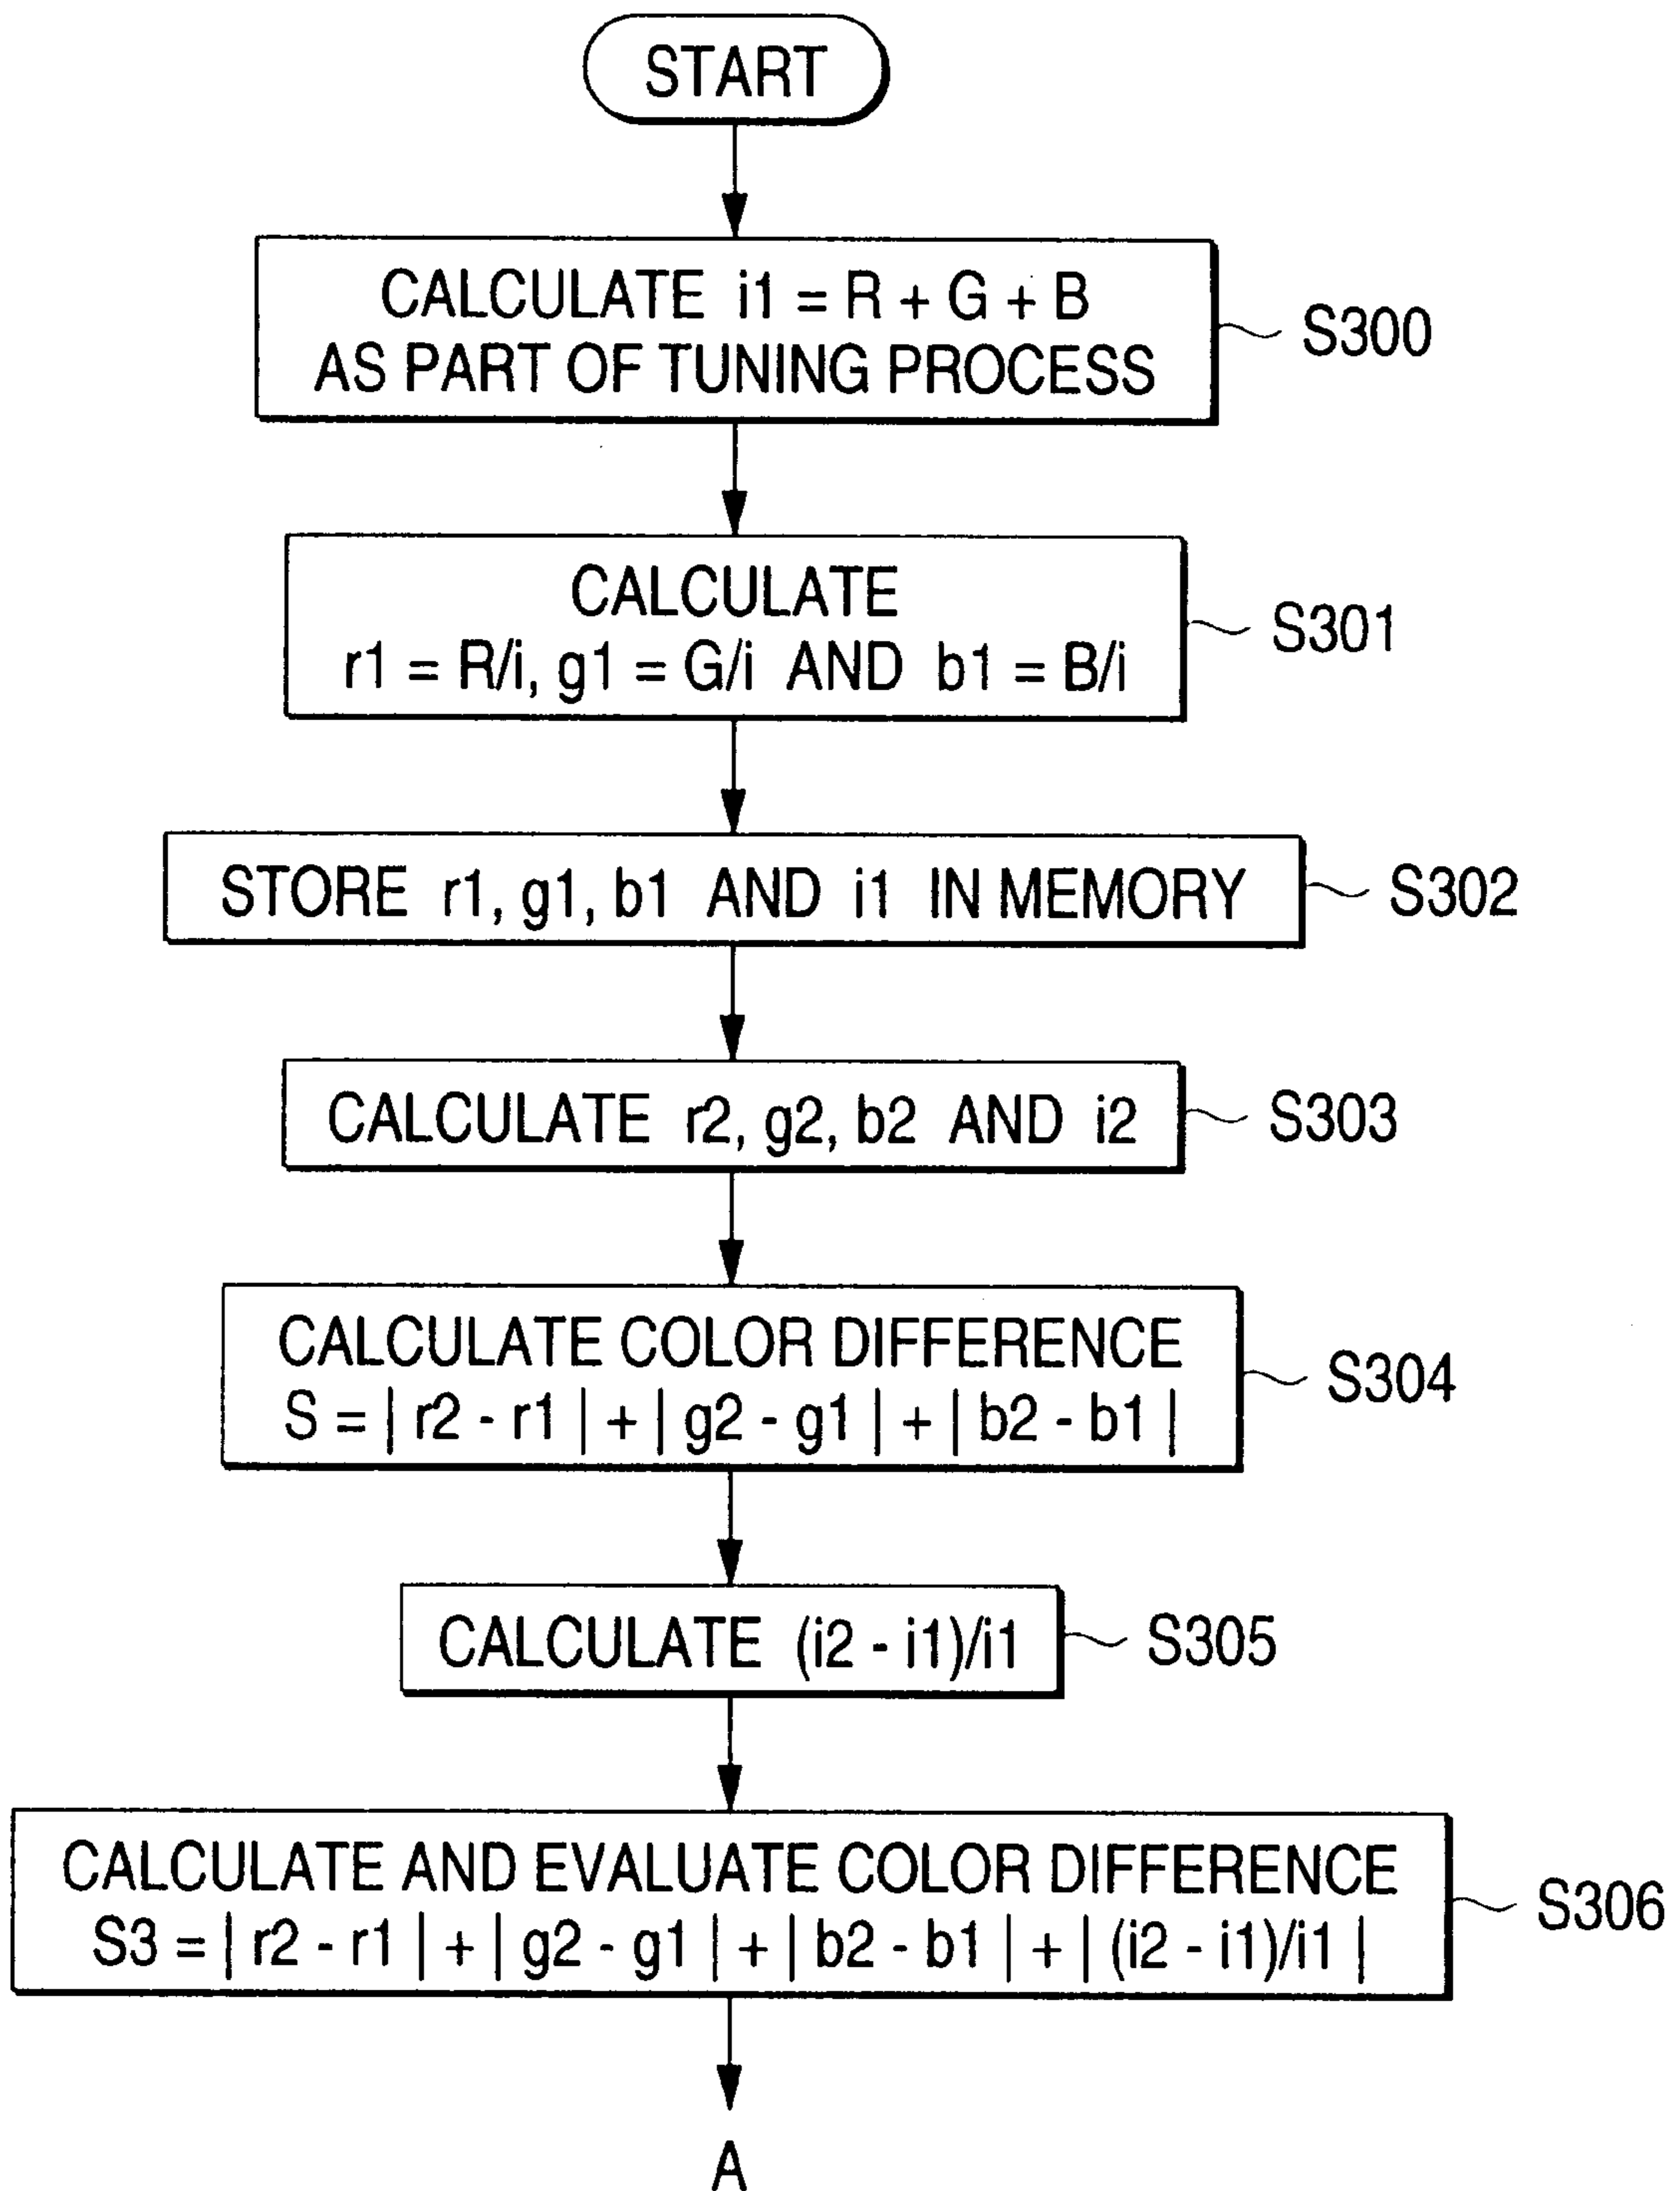 START
CALCULATE i1 = R + G + B
AS PART OF TUNING PROCESS
S300
CALCULATE
r1 = R/i, g1 = G/i AND b1 = B/i
S301
STORE r1, g1, b1 AND i1 IN MEMORY
S302
CALCULATE r2, g2, b2 AND i2
S303
CALCULATE COLOR DIFFERENCE
S = | r2 - r1 | + | g2 - g1 | + | b2 - b1 |
S304
CALCULATE (i2 - i1)/i1
S305
CALCULATE AND EVALUATE COLOR DIFFERENCE
S3 = | r2 - r1 | + | g2 - g1 | + | b2 - b1 | + | (i2 - i1)/i1 |
S306
A